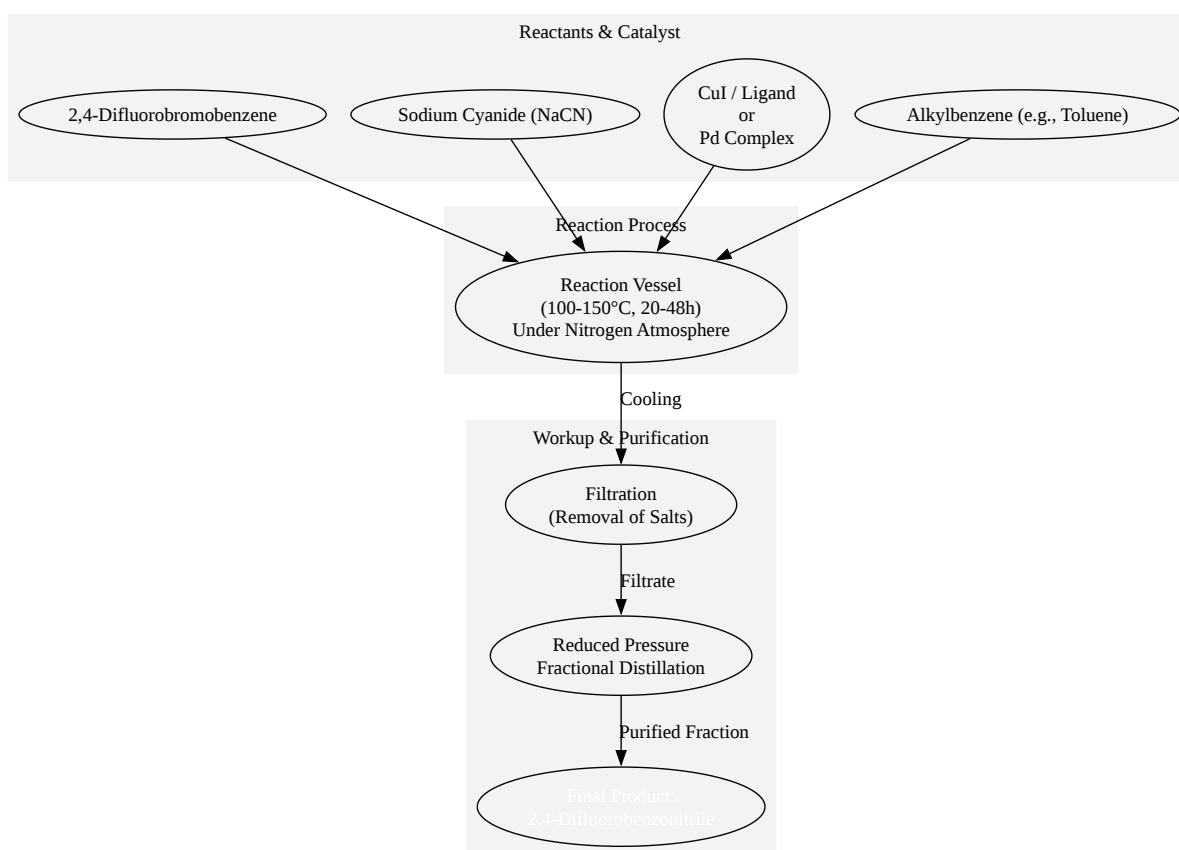 Reactants & Catalyst
2,4-Difluorobromobenzene
Sodium Cyanide (NaCN)
CuI / Ligand
or
Pd Complex
Alkylbenzene (e.g., Toluene)
Reaction Process
Reaction Vessel
(100-150°C, 20-48h)
Under Nitrogen Atmosphere
Cooling
Workup & Purification
Filtration
(Removal of Salts)
Filtrate
Reduced Pressure
Fractional Distillation
Purified Fraction
Final Product:
2,4-Difluorobenzonitrile